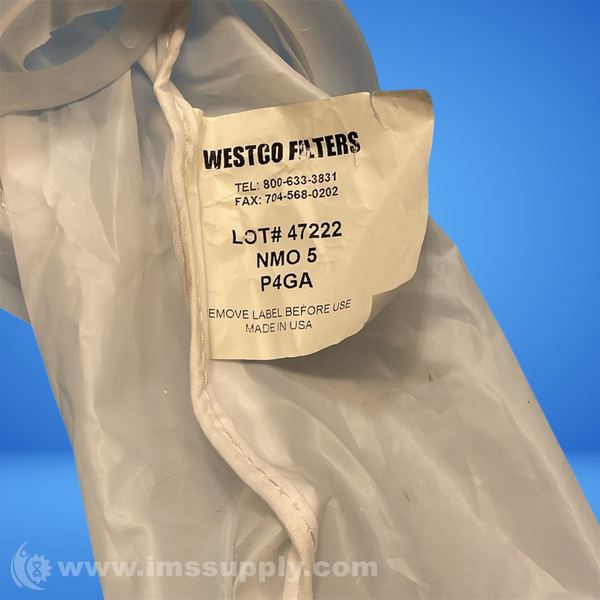 WESTCO FILTERS
TEL: 800-633-3831
FAX: 704-568-0202
LOT# 47222
NMO 5
P4GA
EMOVE LABEL BEFORE USE
MADE IN USA
www.imssupply.com